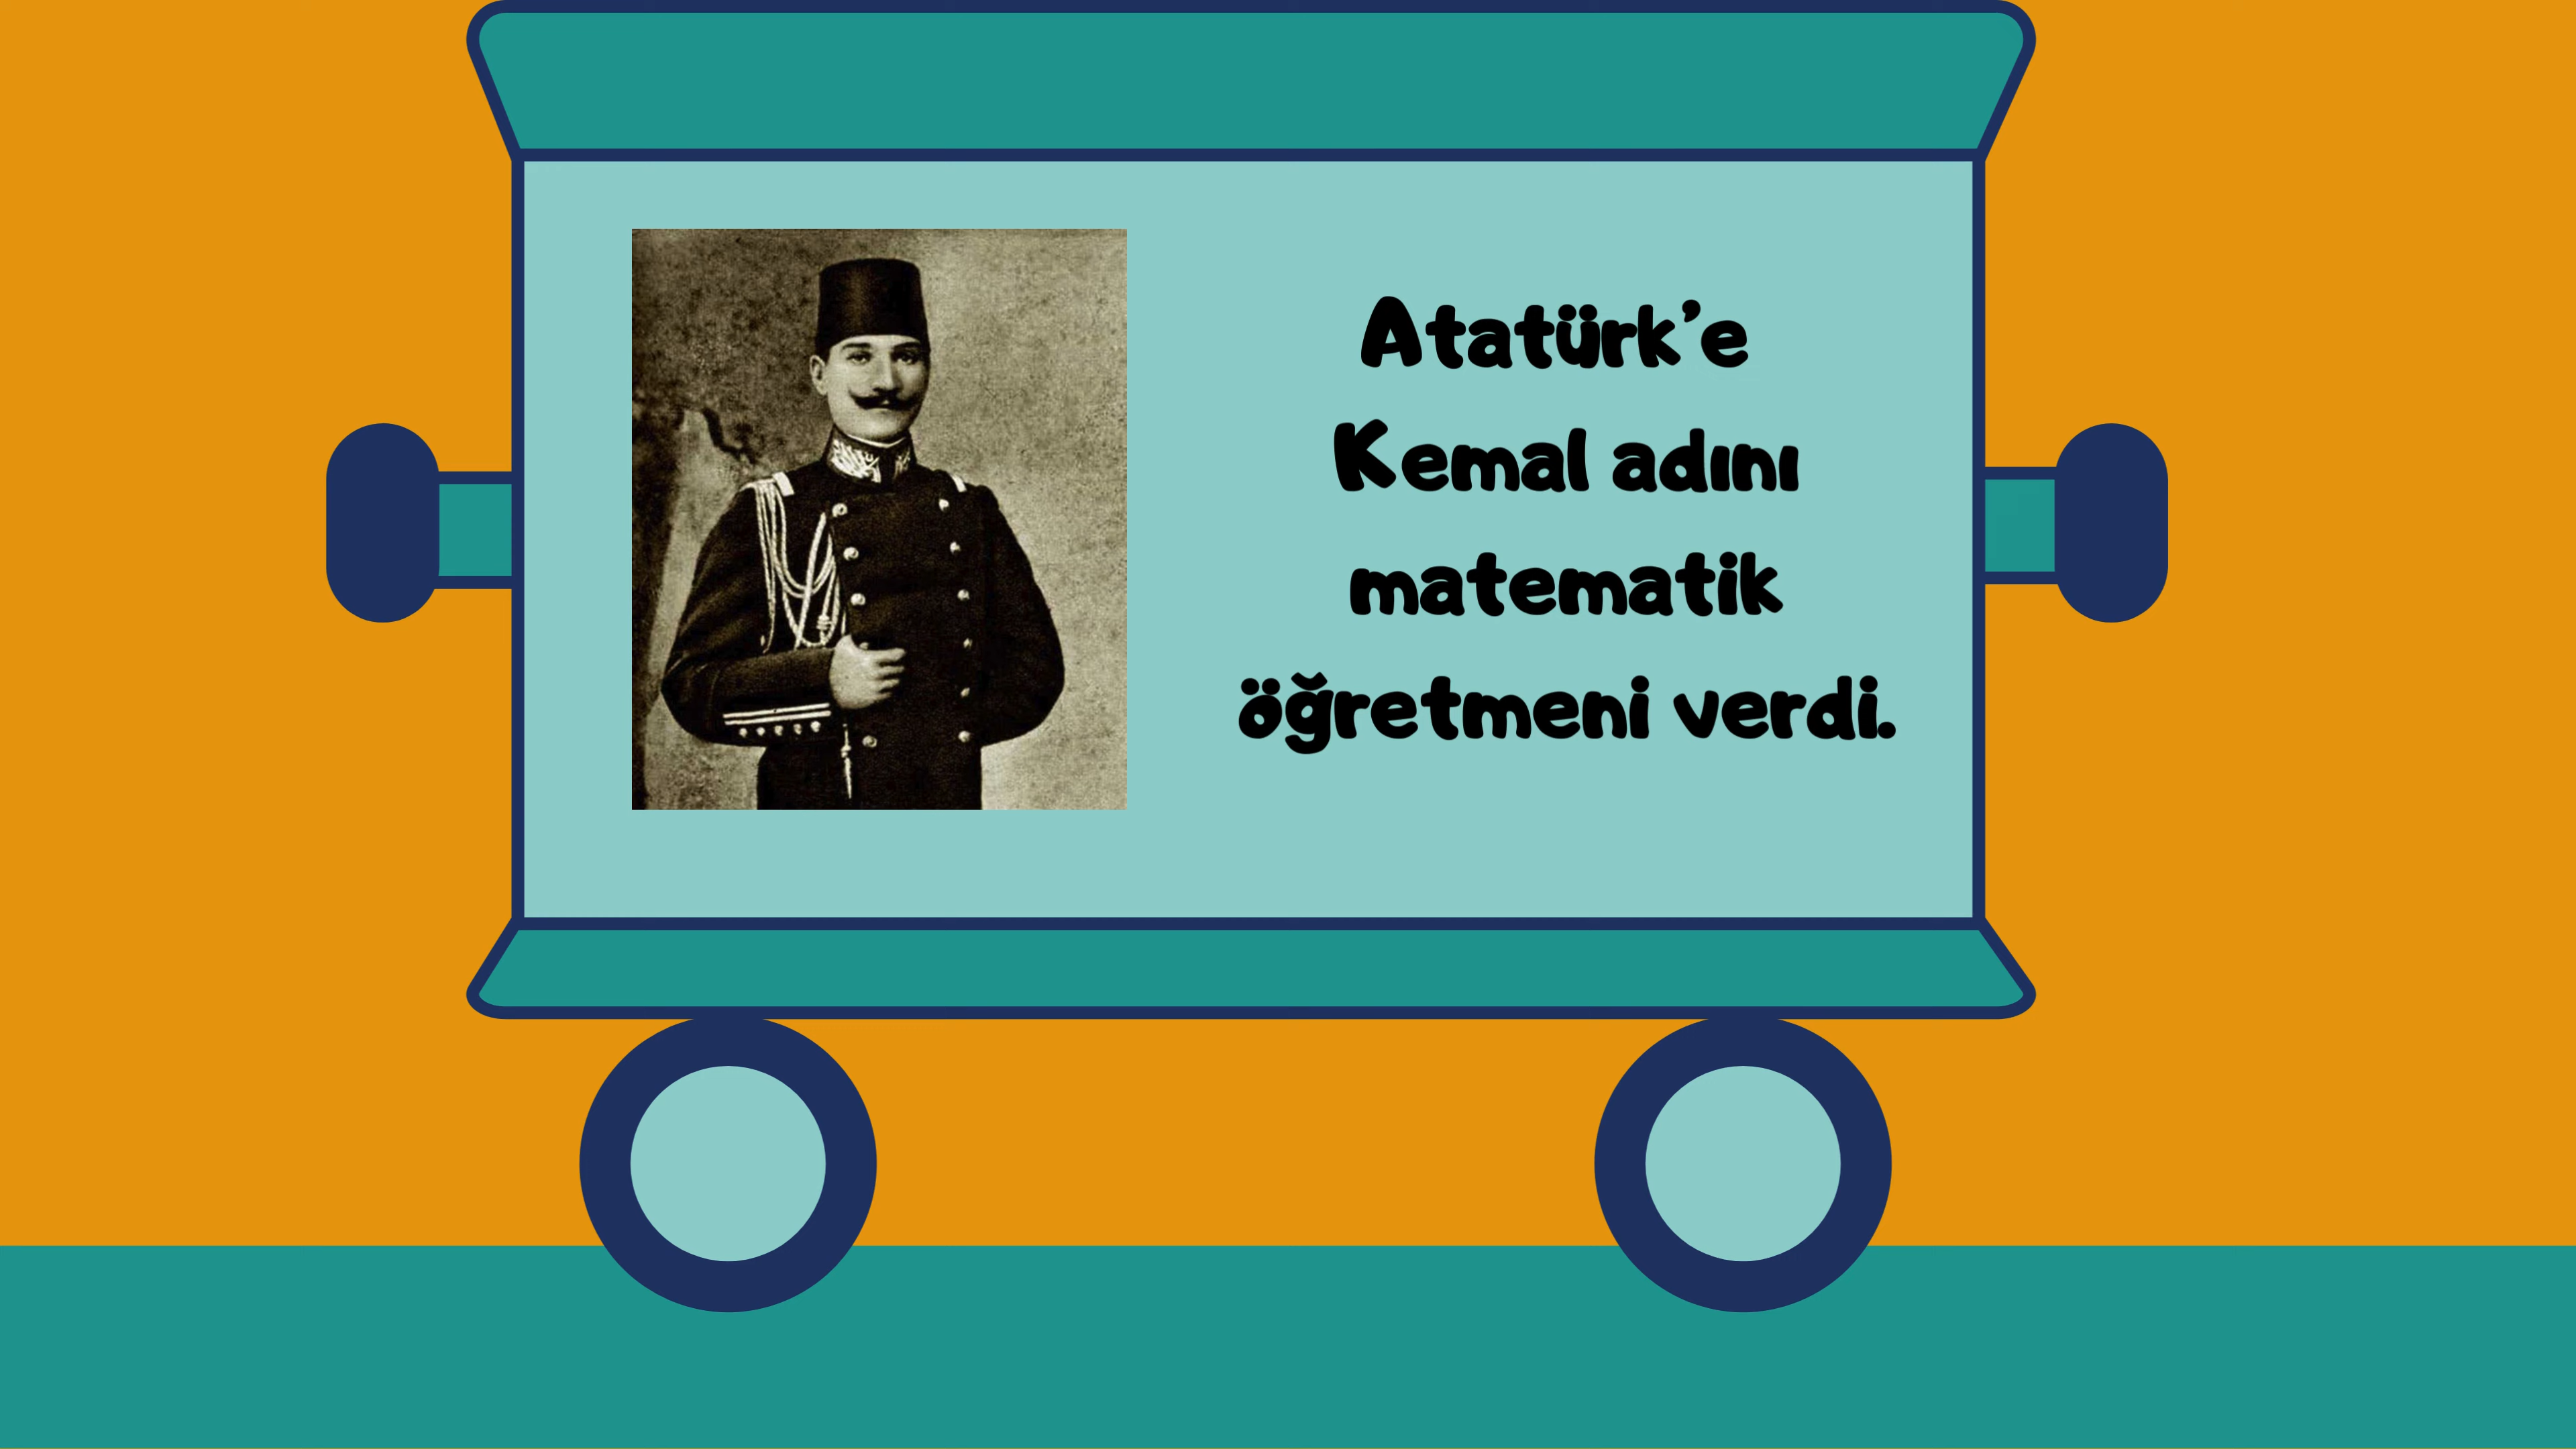 Atatürk’e
Kemal adını
matematik
öğretmeni verdi.